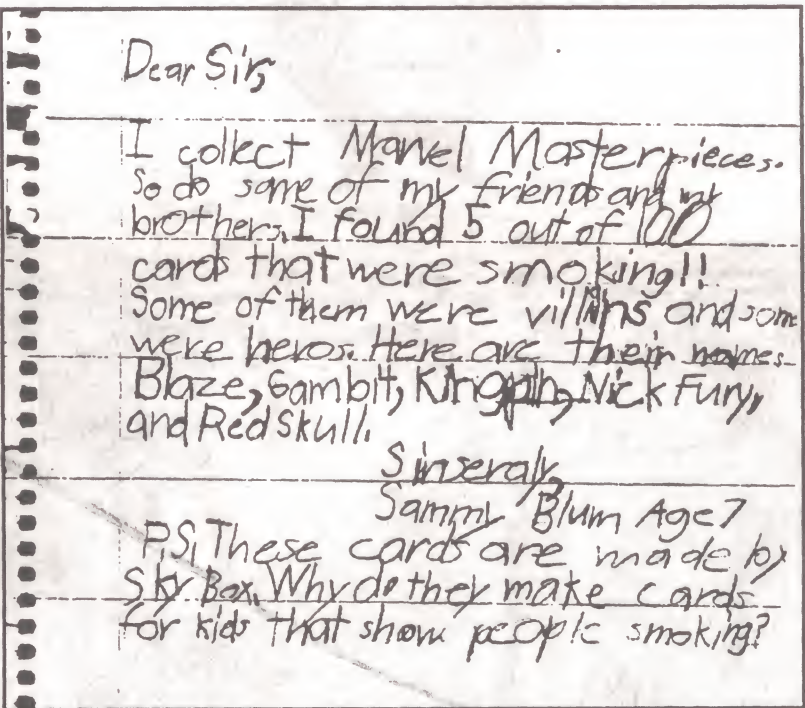 Dear Sir,
I collect Marvel Masterpieces.
So do some of my friends and my
brothers. I found 5 out of 100
cards that were smoking!!
Some of them were villins and some
were heros. Here are their names
Blaze, Gambit, Kingpin, Nick Fury,
and Red Skull.
Sinseraly,
Sammy Blum Age 7
P.S. These cards are made by
Sky Box. Why do they make cards
for kids that show people smoking?